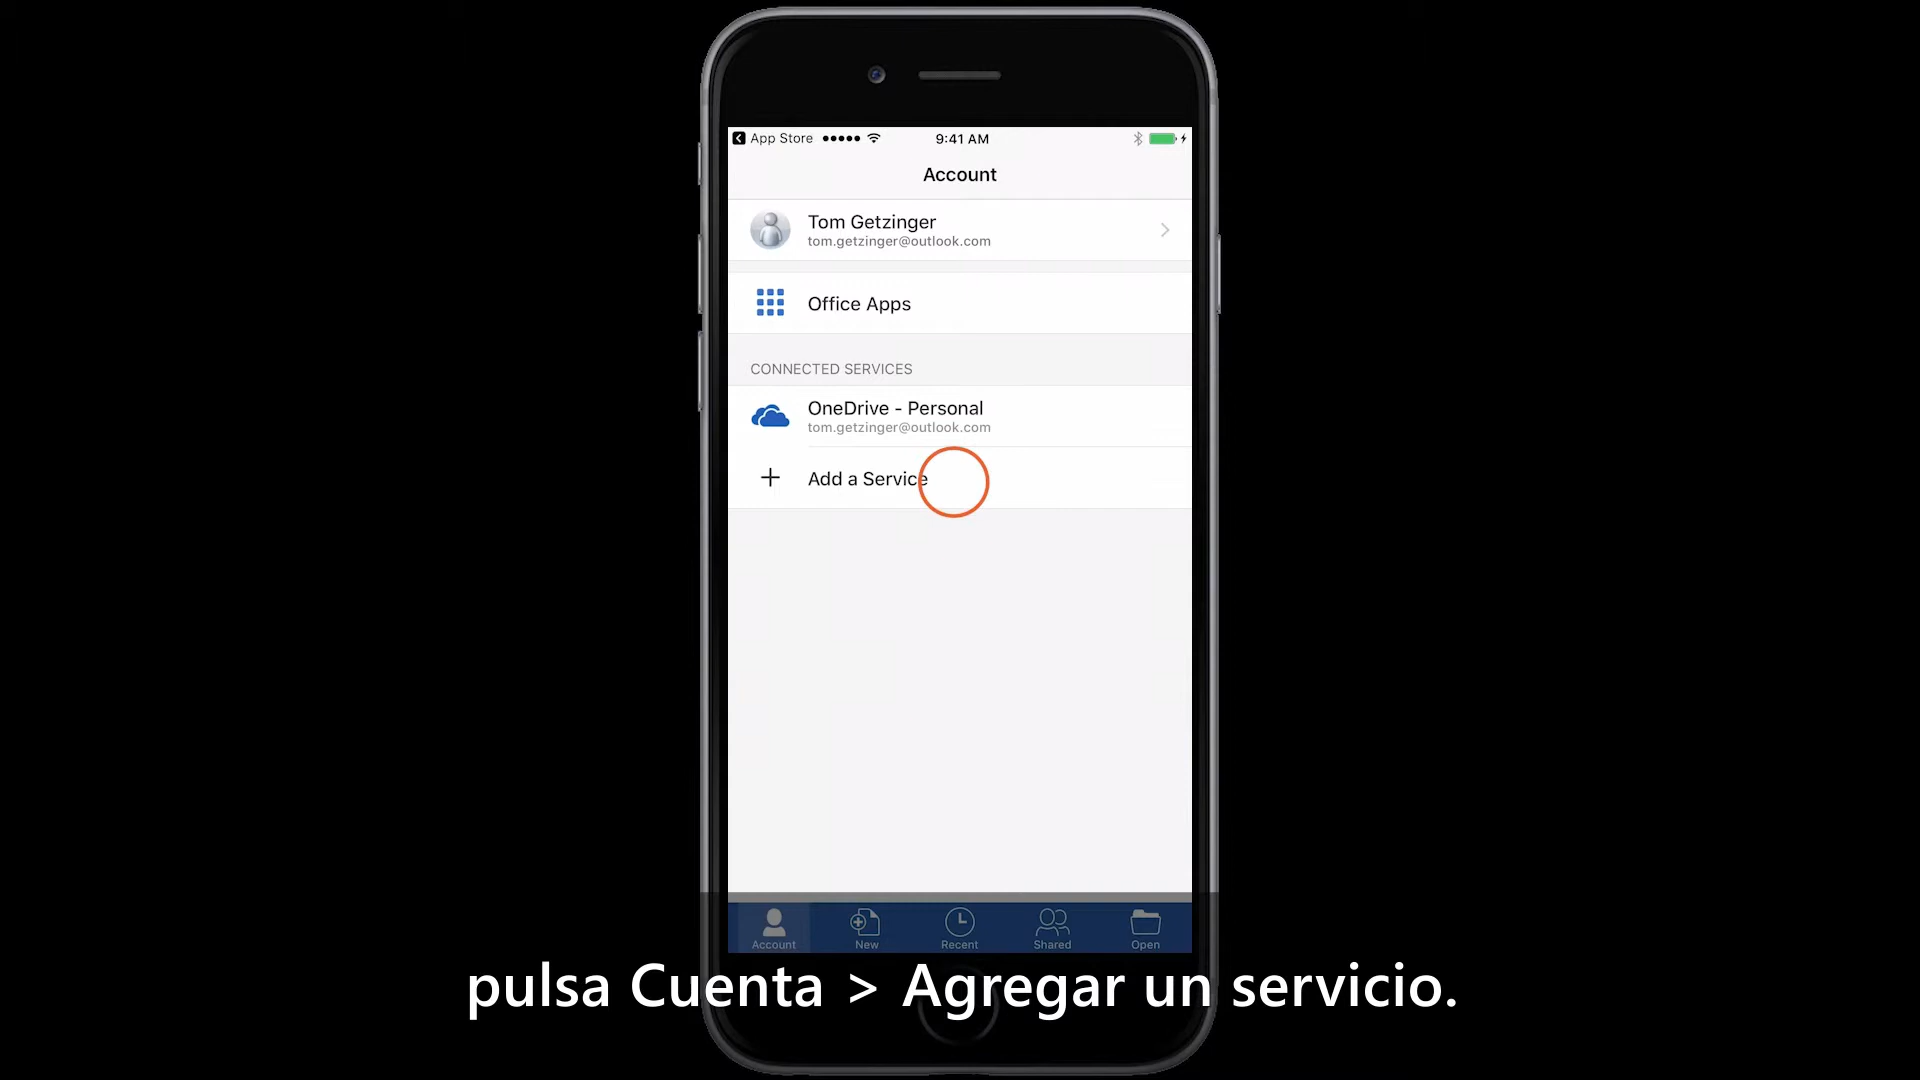 App Store
9:41 AM
Account
Tom Getzinger
tom.getzinger@outlook.com
Office Apps
CONNECTED SERVICES
OneDrive - Personal
tom.getzinger@outlook.com
Add a Service
Account
New
Recent
Shared
Open
pulsa Cuenta > Agregar un servicio.